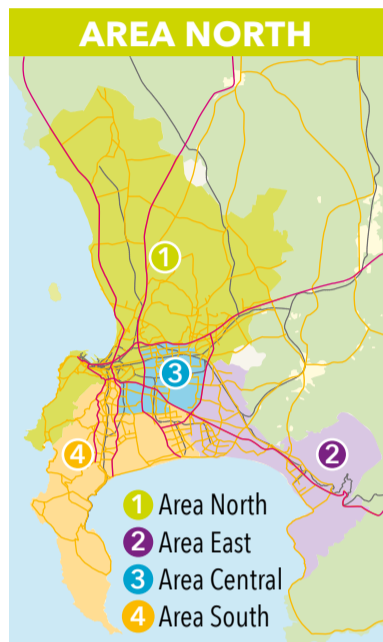 AREA NORTH
1
3
4
2
1 Area North
2 Area East
3 Area Central
4 Area South